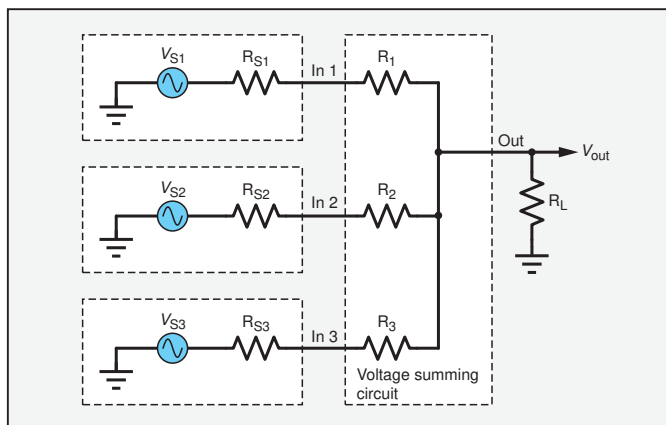 VS1
RS1
In 1
R1
Out
Vout
RL
VS2
RS2
In 2
R2
VS3
RS3
In 3
R3
Voltage summing
circuit